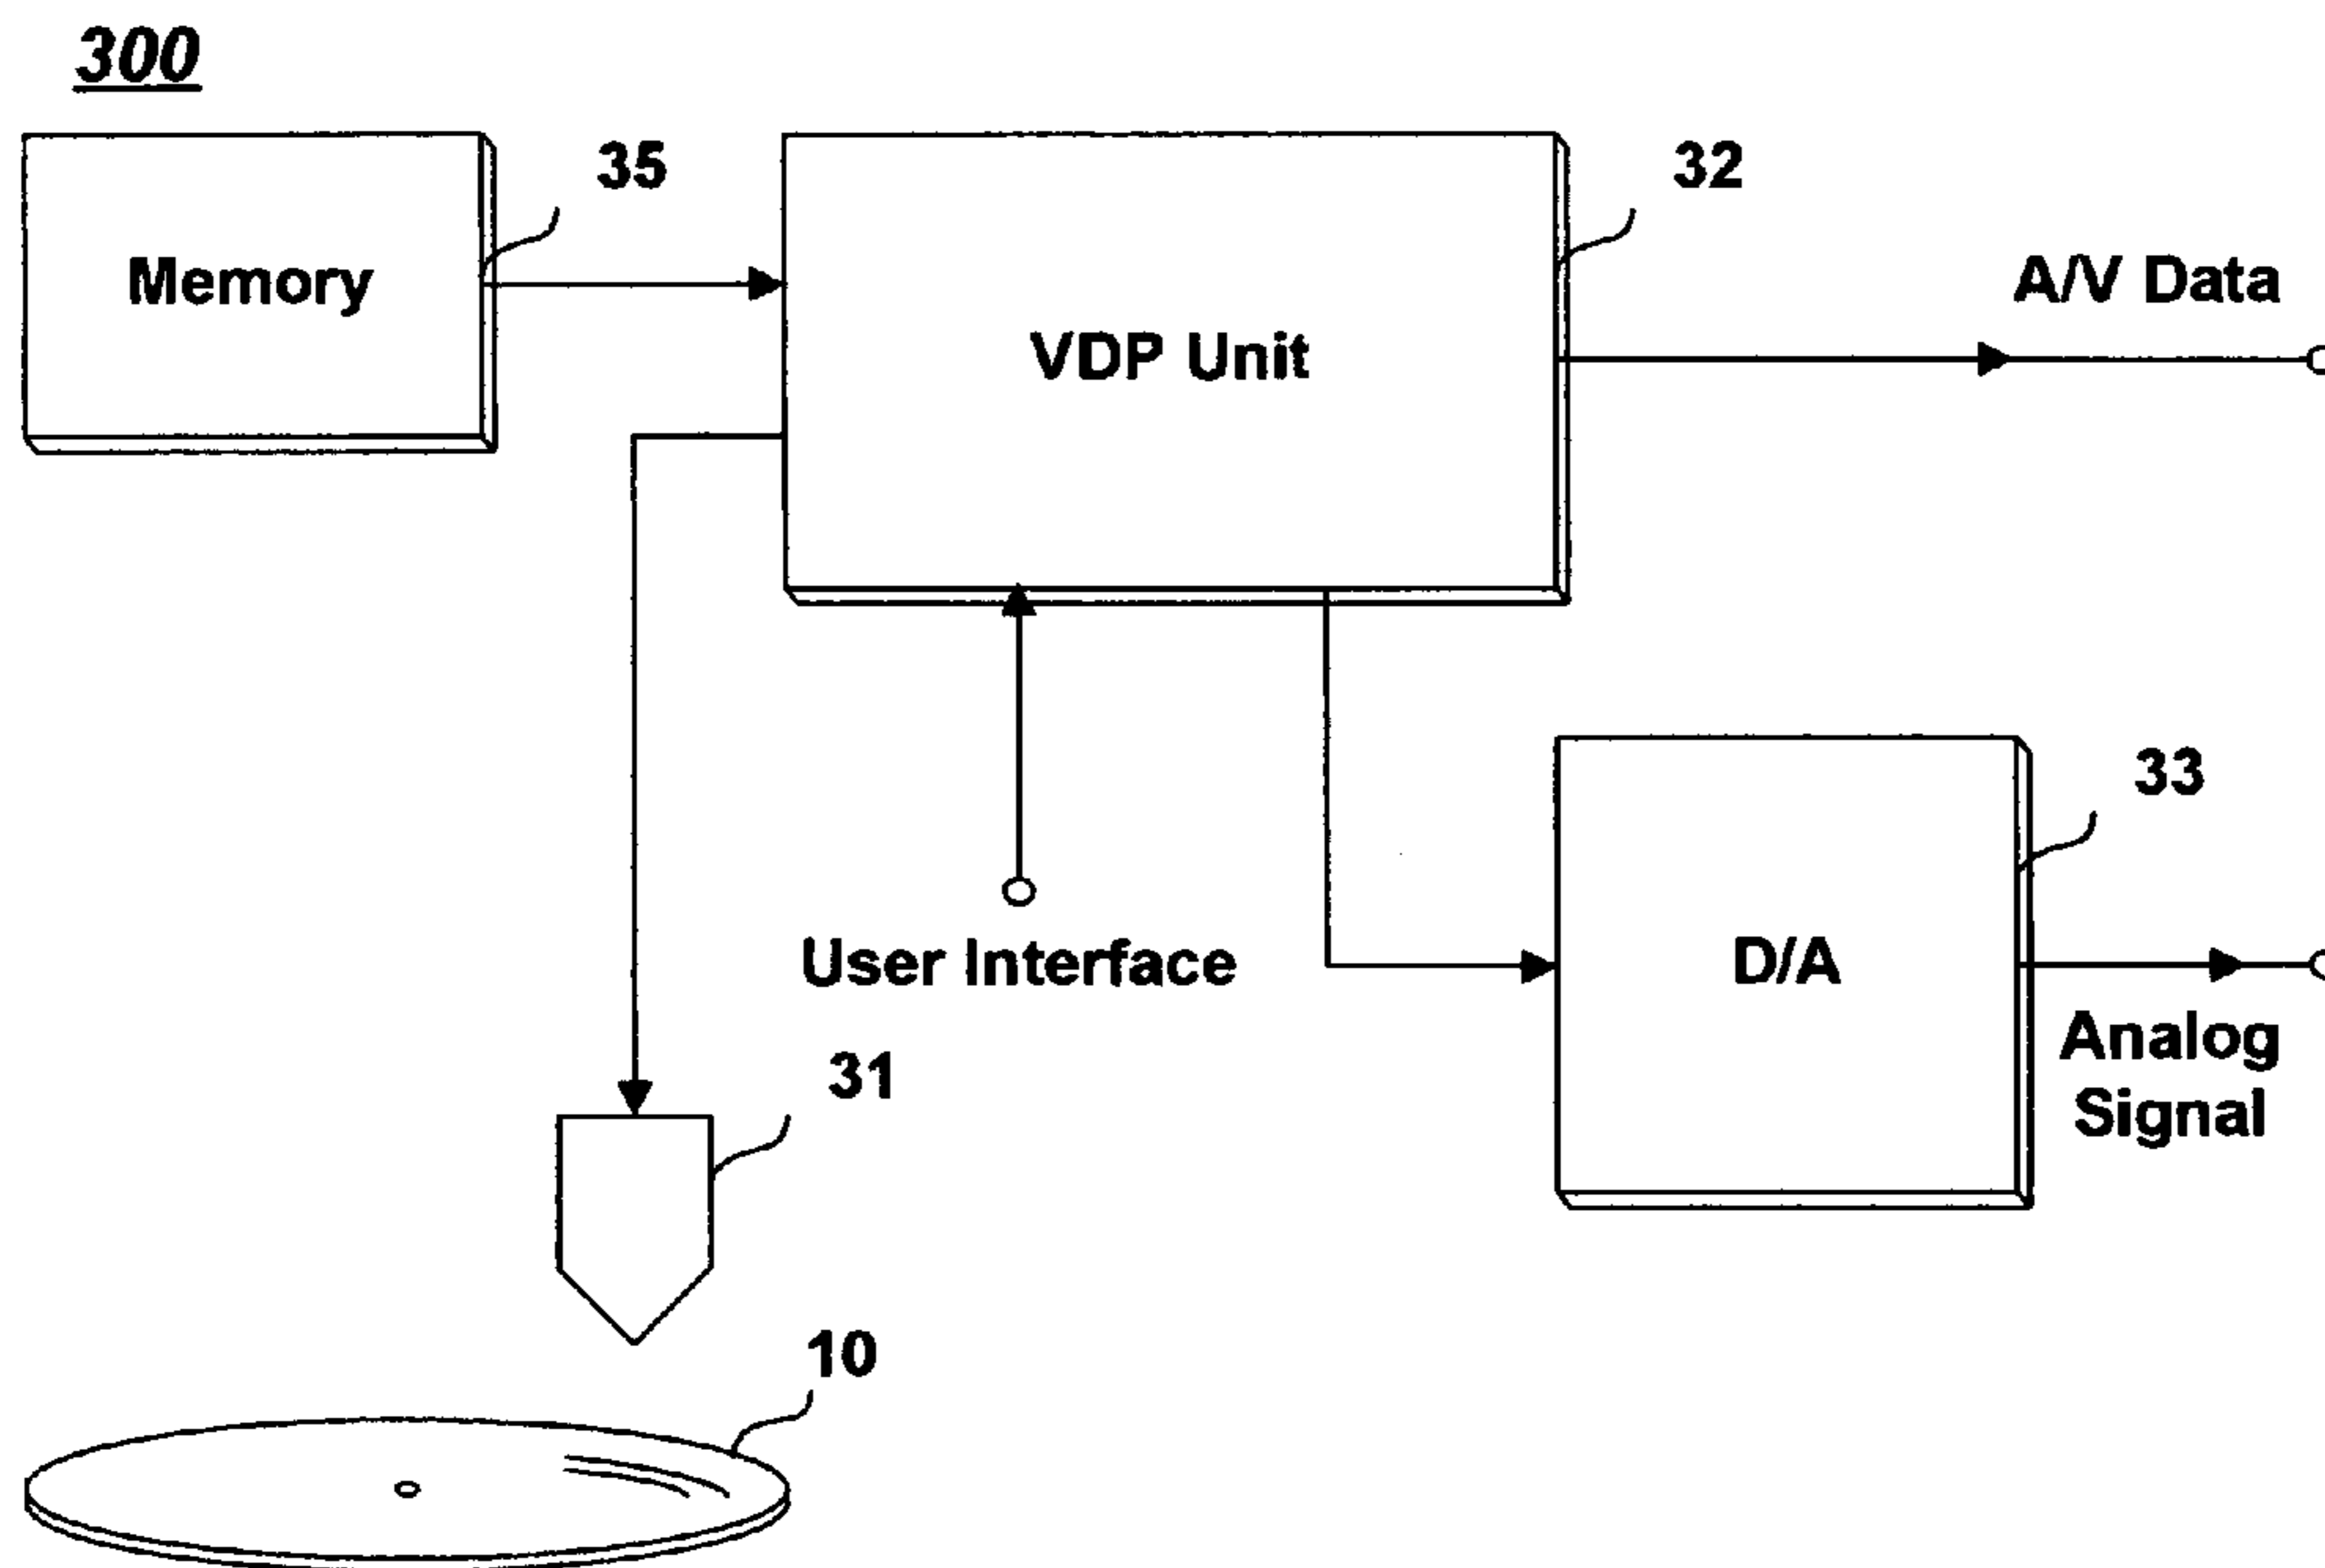 300
35
32
Memory
A/V Data
VDP Unit
33
User Interface
D/A
Analog
Signal
31
10